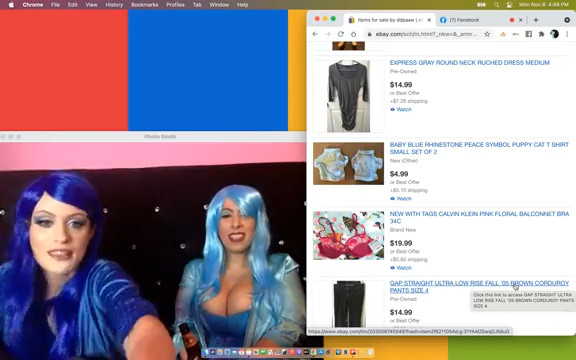 Chrome File Edit View History Bookmarks Profiles Tab Window Help
Mon Nov 8 4:48 PM
Items for sale by ddpaaw
Facebook
ebay.com/sch/m.html?_nkw=&_armr...
EXPRESS GRAY ROUND NECK RUCHED DRESS MEDIUM
Pre-Owned
$14.99
or Best Offer
+$7.26 shipping
Watch
BABY BLUE RHINESTONE PEACE SYMBOL PUPPY CAT T SHIRT
SMALL SET OF 2
New (Other)
$4.99
or Best Offer
+$5.10 shipping
Watch
NEW WITH TAGS CALVIN KLEIN PINK FLORAL BALCONNET BRA
34C
Brand New
$19.99
or Best Offer
+$5.60 shipping
Watch
GAP STRAIGHT ULTRA LOW RISE FALL '05 BROWN CORDUROY
PANTS SIZE 4
Pre-Owned
$14.99
or Best Offer
Click this link to access GAP STRAIGHT ULTRA
LOW RISE FALL '05 BROWN CORDUROY PANTS
SIZE 4
Photo Booth